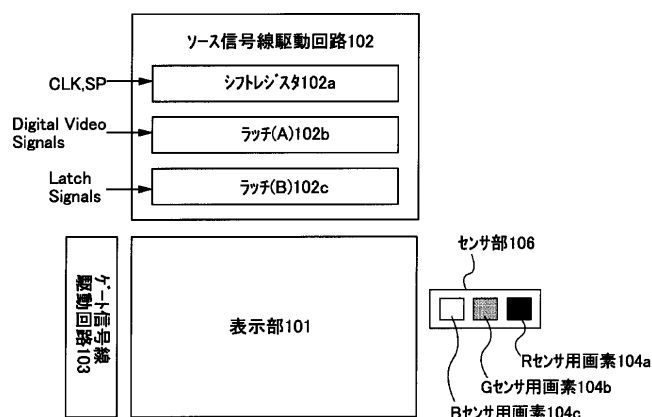 ソース信号線駆動回路102
CLK,SP
シフトレジスタ102a
Digital Video
Signals
ラッチ(A)102b
Latch
Signals
ラッチ(B)102c
ゲート信号線
駆動回路103
表示部101
センサ部106
Rセンサ用画素104a
Gセンサ用画素104b
Bセンサ用画素104c